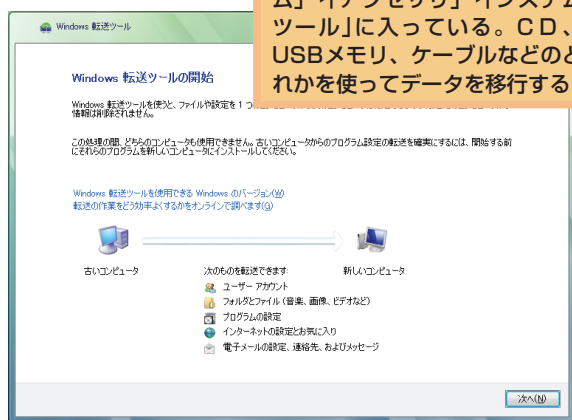 ム」「アクセサリ」「システム
ツール」に入っている。ＣＤ、
USBメモリ、ケーブルなどのど
れかを使ってデータを移行する
Windows 転送ツール
Windows 転送ツールの開始
Windows 転送ツールを使うと、ファイルや設定を 1 つ
情報は削除されません。
この処理の間、どちらのコンピュータも使用できません。古いコンピュータからのプログラム設定の転送を確実にするには、開始する前
にそれらのプログラムを新しいコンピュータにインストールしてください。
Windows 転送ツールを使用できる Windows のバージョン(W)
転送の作業をどう効率よくするかをオンラインで調べます(G)
古いコンピュータ
次のものを転送できます:
新しいコンピュータ
ユーザー アカウント
フォルダとファイル (音楽、画像、ビデオなど)
プログラムの設定
インターネットの設定とお気に入り
電子メールの設定、連絡先、およびメッセージ
次へ(N)